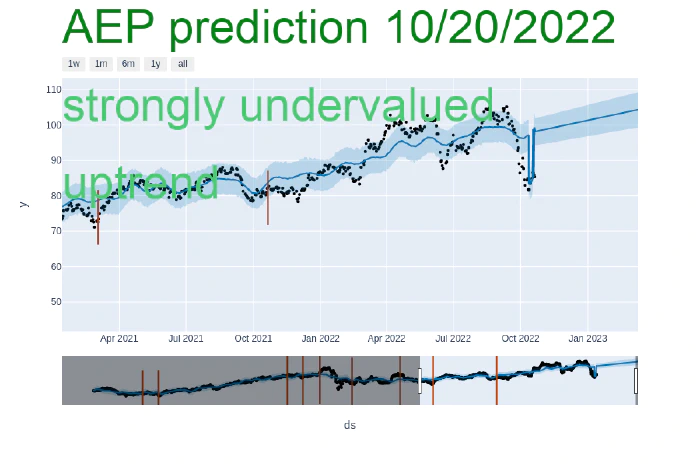 AEP prediction 10/20/2022
1w 1m 6m 1y all
strongly undervalued
uptrend
110
100
90
80
70
60
50
y
Apr 2021 Jul 2021 Oct 2021 Jan 2022 Apr 2022 Jul 2022 Oct 2022 Jan 2023
ds